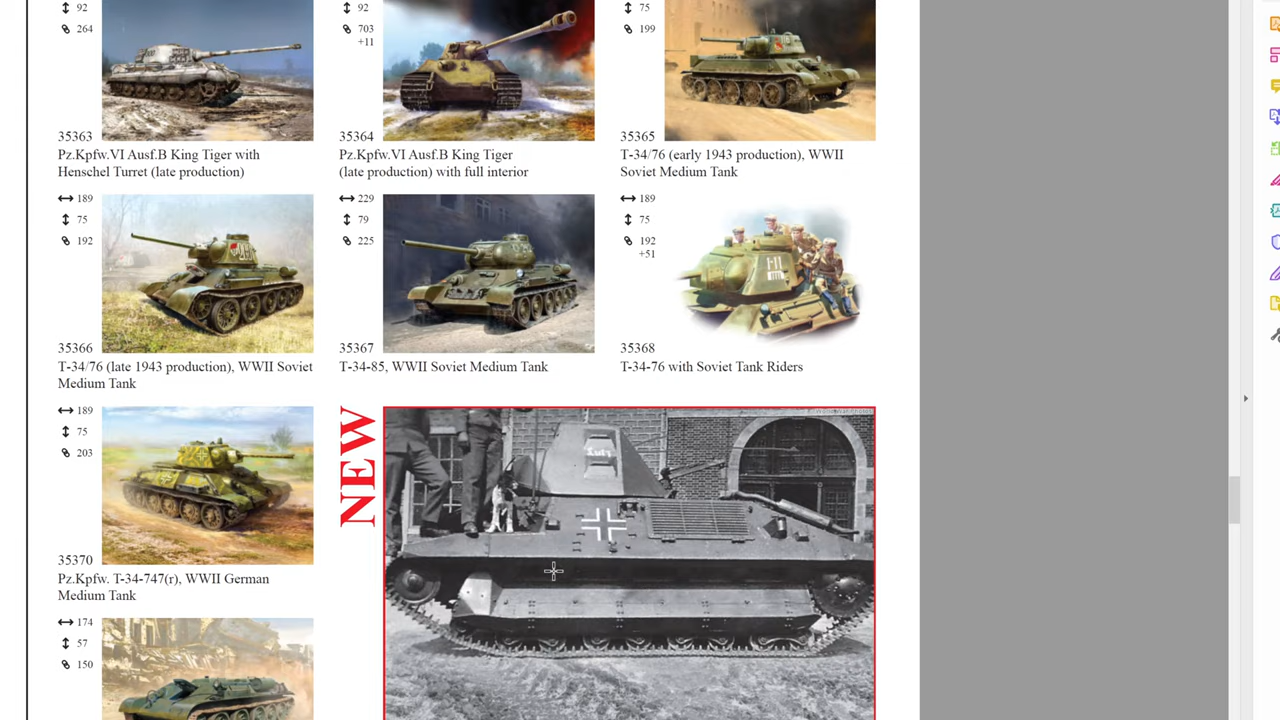 92
264
35363
Pz.Kpfw.VI Ausf.B King Tiger with
Henschel Turret (late production)
92
703
+11
35364
Pz.Kpfw.VI Ausf.B King Tiger
(late production) with full interior
75
199
35365
T-34/76 (early 1943 production), WWII
Soviet Medium Tank
189
75
192
35366
T-34/76 (late 1943 production), WWII Soviet
Medium Tank
229
79
225
35367
T-34-85, WWII Soviet Medium Tank
189
75
192
+51
35368
T-34-76 with Soviet Tank Riders
189
75
203
35370
Pz.Kpfw. T-34-747(r), WWII German
Medium Tank
NEW
174
57
150